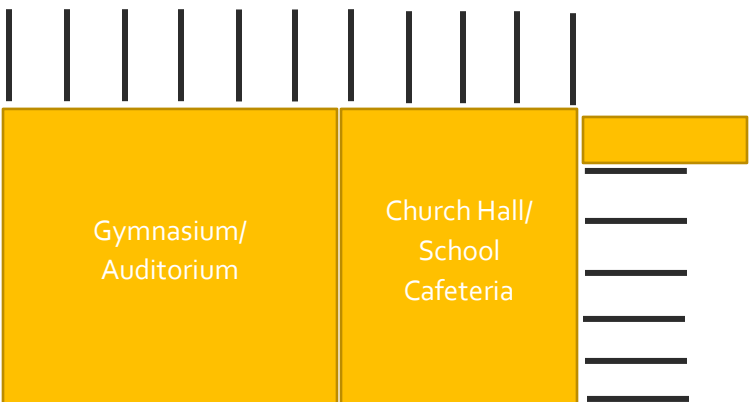 Gymnasium/
Auditorium
Church Hall/
School
Cafeteria